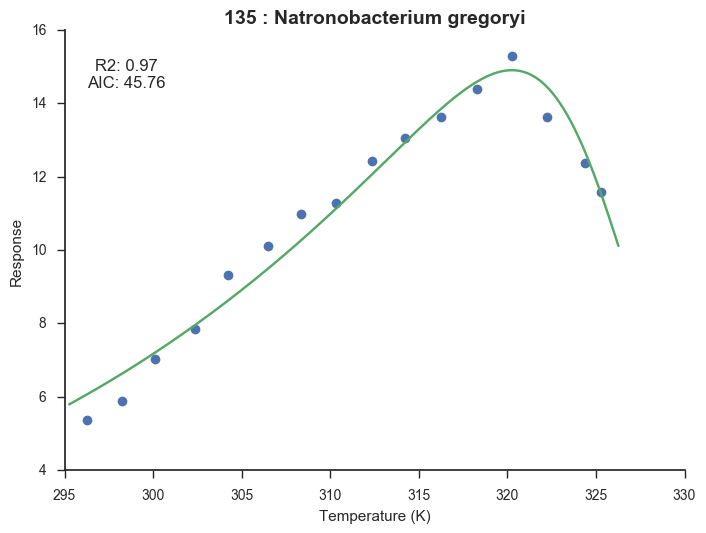 135 : Natronobacterium gregoryi
R2: 0.97
AIC: 45.76
Response
16
14
12
10
8
6
4
295 300 305 310 315 320 325 330
Temperature (K)